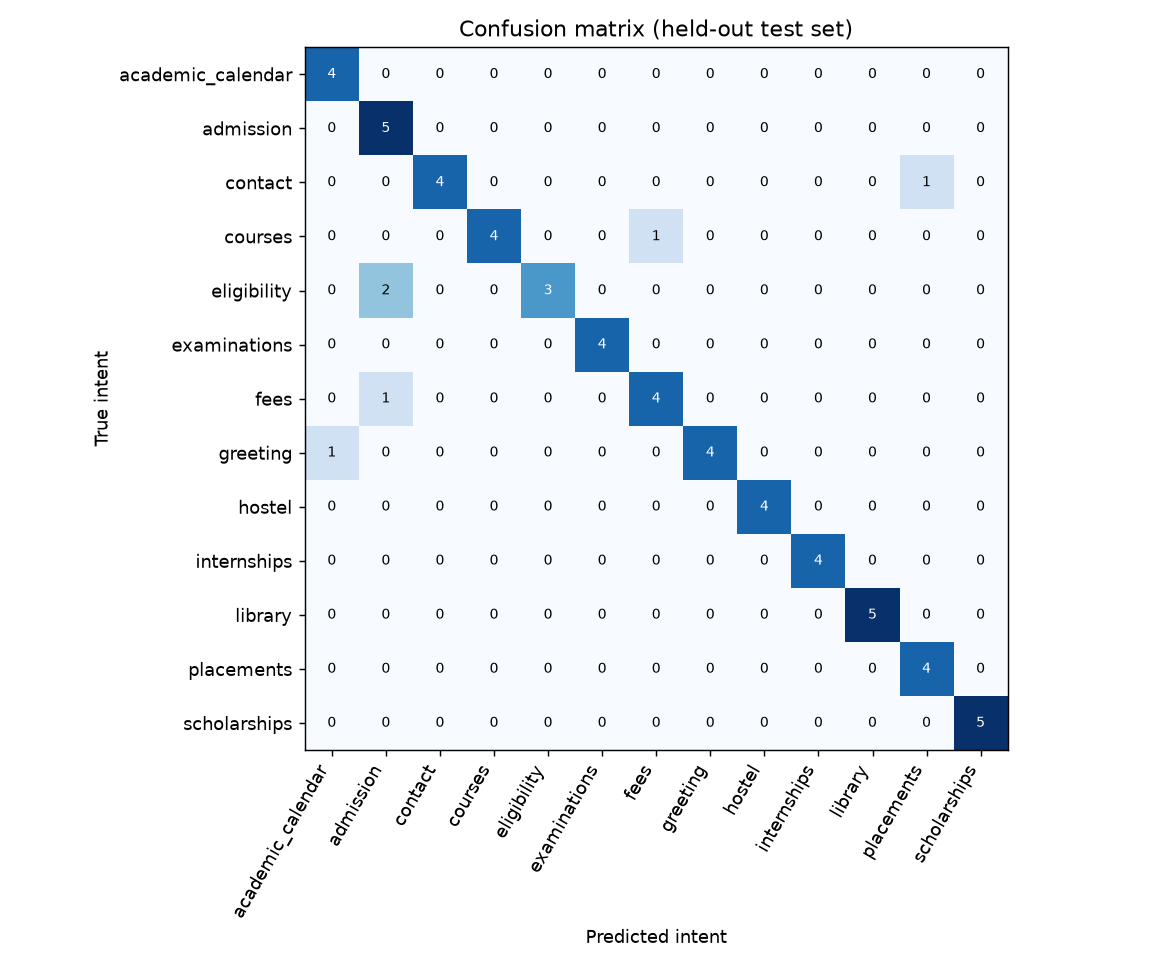 Confusion matrix (held-out test set)
academic_calendar 4 0 0 0 0 0 0 0 0 0 0 0 0
admission 0 5 0 0 0 0 0 0 0 0 0 0 0
contact 0 0 4 0 0 0 0 0 0 0 0 1 0
courses 0 0 0 4 0 0 1 0 0 0 0 0 0
eligibility 0 2 0 0 3 0 0 0 0 0 0 0 0
examinations 0 0 0 0 0 4 0 0 0 0 0 0 0
fees 0 1 0 0 0 0 4 0 0 0 0 0 0
greeting 1 0 0 0 0 0 0 4 0 0 0 0 0
hostel 0 0 0 0 0 0 0 0 4 0 0 0 0
internships 0 0 0 0 0 0 0 0 0 4 0 0 0
library 0 0 0 0 0 0 0 0 0 0 5 0 0
placements 0 0 0 0 0 0 0 0 0 0 0 4 0
scholarships 0 0 0 0 0 0 0 0 0 0 0 0 5
True intent
academic_calendar
admission
contact
courses
eligibility
examinations
fees
greeting
hostel
internships
library
placements
scholarships
Predicted intent